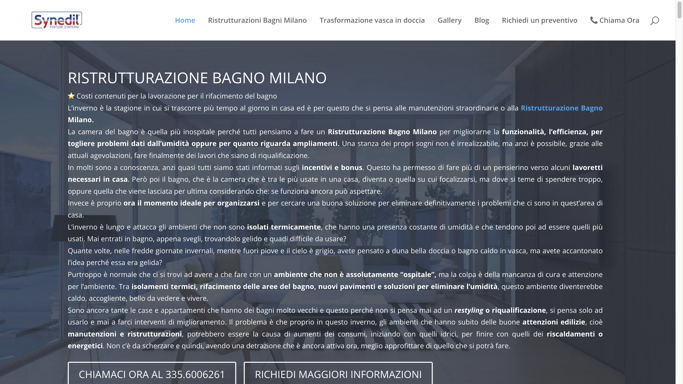 Synedil
Home
Ristrutturazioni Bagni Milano
Trasformazione vasca in doccia
Gallery
Blog
Richiedi un preventivo
Chiama Ora
RISTRUTTURAZIONE BAGNO MILANO
Costi contenuti per la lavorazione per il rifacimento del bagno
L'inverno è la stagione in cui si trascorre più tempo al giorno in casa ed è per questo che si pensa alle manutenzioni straordinarie o alla Ristrutturazione Bagno
Milano.
La camera del bagno è quella più inospitale perché tutti pensiamo a fare un Ristrutturazione Bagno Milano per migliorarne la funzionalità, l'efficienza, per
togliere problemi dati dall'umidità oppure per quanto riguarda ampliamenti. Una stanza dei propri sogni non è irrealizzabile, ma anzi è possibile, grazie alle
attuali agevolazioni, fare finalmente dei lavori che siano di riqualificazione.
In molti sono a conoscenza, anzi quasi tutti siamo stati informati sugli incentivi e bonus. Questo ha permesso di fare più di un pensierino verso alcuni lavoretti
necessari in casa. Però poi il bagno, che è la camera che è tra le più usate in una casa, diventa o quella su cui focalizzarsi, ma dove si teme di spendere troppo,
oppure quella che viene lasciata per ultima considerando che: se funziona ancora può aspettare.
Invece è proprio ora il momento ideale per organizzarsi e per cercare una buona soluzione per eliminare definitivamente i problemi che ci sono in quest'area di
casa.
L'inverno è lungo e attacca gli ambienti che non sono isolati termicamente, che hanno una presenza costante di umidità e che tendono poi ad essere quelli più
usati. Mai entrati in bagno, appena svegli, trovandolo gelido e quadi difficile da usare?
Quante volte, nelle fredde giornate invernali, mentre fuori piove e il cielo è grigio, avete pensato a duna bella doccia o bagno caldo in vasca, ma avete accantonato
l'idea perché essa era gelida?
Purtroppo è normale che ci si trovi ad avere a che fare con un ambiente che non è assolutamente "ospitale", ma la colpa è della mancanza di cura e attenzione
per l'ambiente. Tra isolamenti termici, rifacimento delle aree del bagno, nuovi pavimenti e soluzioni per eliminare l'umidità, questo ambiente diventerebbe
caldo, accogliente, bello da vedere e vivere.
Sono ancora tante le case e appartamenti che hanno dei bagni molto vecchi e questo perché non si pensa mai ad un restyling o riqualificazione, si pensa solo ad
usarlo e mai a farci interventi di miglioramento. Il problema è che proprio in questo inverno, gli ambienti che hanno subito delle buone attenzioni edilizie, cioè
manutenzioni e ristrutturazioni, potrebbero essere la causa di aumenti dei consumi, iniziando con quelli idrici, per finire con quelli dei riscaldamenti o
energetici. Non c'è da scherzare e quindi, avendo una detrazione che è ancora attiva ora, meglio approfittare di quello che si potrà fare.
CHIAMACI ORA AL 335.6006261
RICHIEDI MAGGIORI INFORMAZIONI